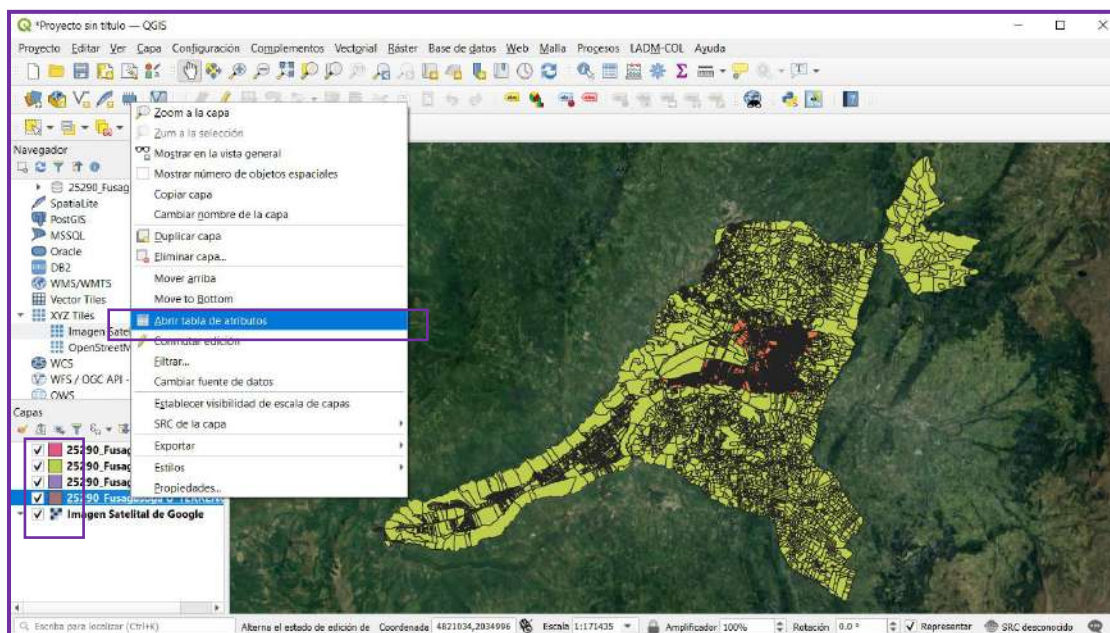 *Proyecto sin título — QGIS
Proyecto Editar Ver Capa Configuración Complementos Vectorial Ráster Base de datos Web Malla Procesos LADM-COL Ayuda
Zoom a la capa
Zum a la selección
Mostrar en la vista general
Mostrar número de objetos espaciales
Copiar capa
Cambiar nombre de la capa
Duplicar capa
Eliminar capa...
Mover arriba
Move to Bottom
Abrir tabla de atributos
Conmutar edición
Filtrar...
Cambiar fuente de datos
Establecer visibilidad de escala de capas
SRC de la capa
Exportar
Estilos
Propiedades...
Navegador
25290_Fusag
SpatiaLite
PostGIS
MSSQL
Oracle
DB2
WMS/WMTS
Vector Tiles
XYZ Tiles
Imagen Sate
OpenStreetM
WCS
WFS / OGC API -
OWS
Capas
25290_Fusag
25290_Fusag
25290_Fusag
25290_Fusagasuga U_TERRENO
Imagen Satelital de Google
Escriba para localizar (Ctrl+K)
Alterna el estado de edición de Coordenada 4821034,2034996 Escala 1:171435 Amplificador 100% Rotación 0.0 ° Representar SRC desconocido